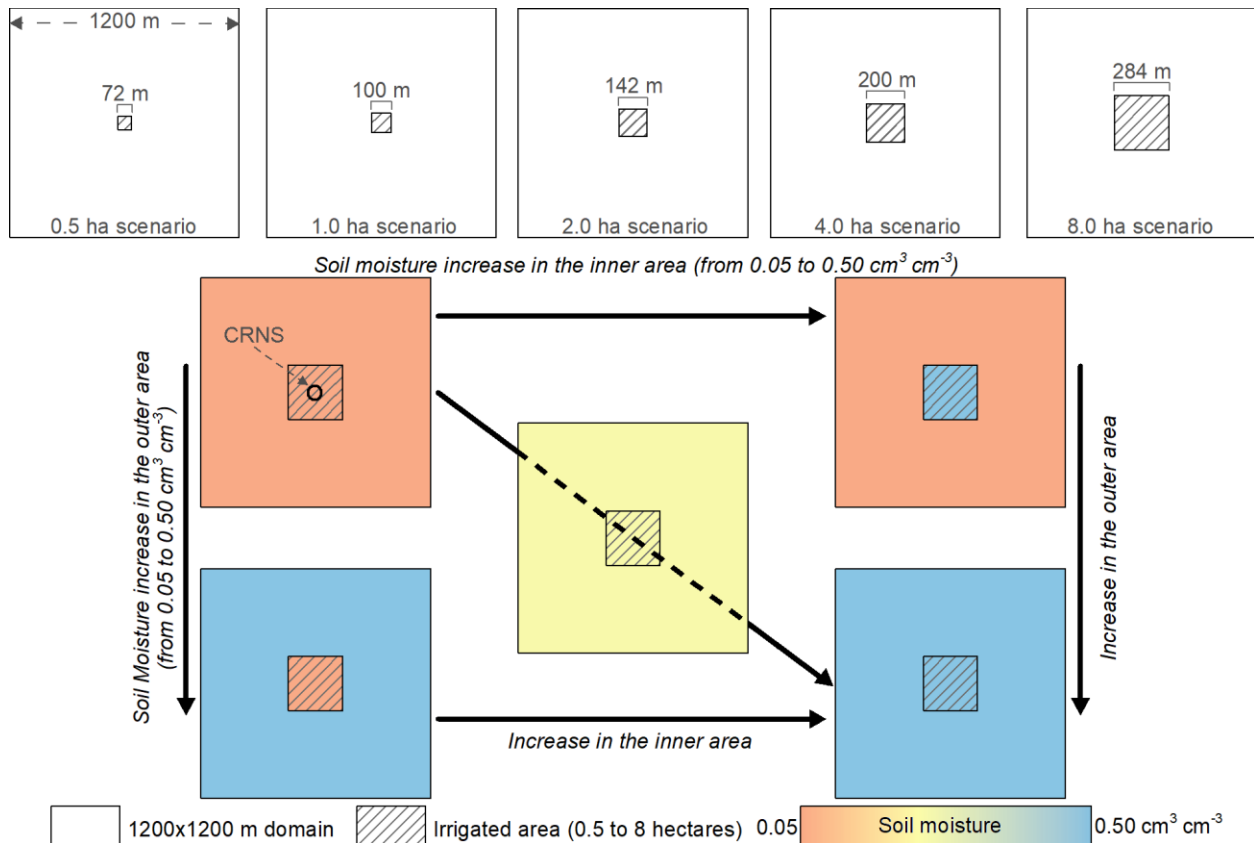 1200 m
72 m
100 m
142 m
200 m
284 m
0.5 ha scenario
1.0 ha scenario
2.0 ha scenario
4.0 ha scenario
8.0 ha scenario
Soil moisture increase in the inner area (from 0.05 to 0.50 cm³ cm⁻³)
Soil Moisture increase in the outer area
(from 0.05 to 0.50 cm³ cm⁻³)
CRNS
Increase in the outer area
Increase in the inner area
1200x1200 m domain
Irrigated area (0.5 to 8 hectares)
0.05
Soil moisture
0.50 cm³ cm⁻³